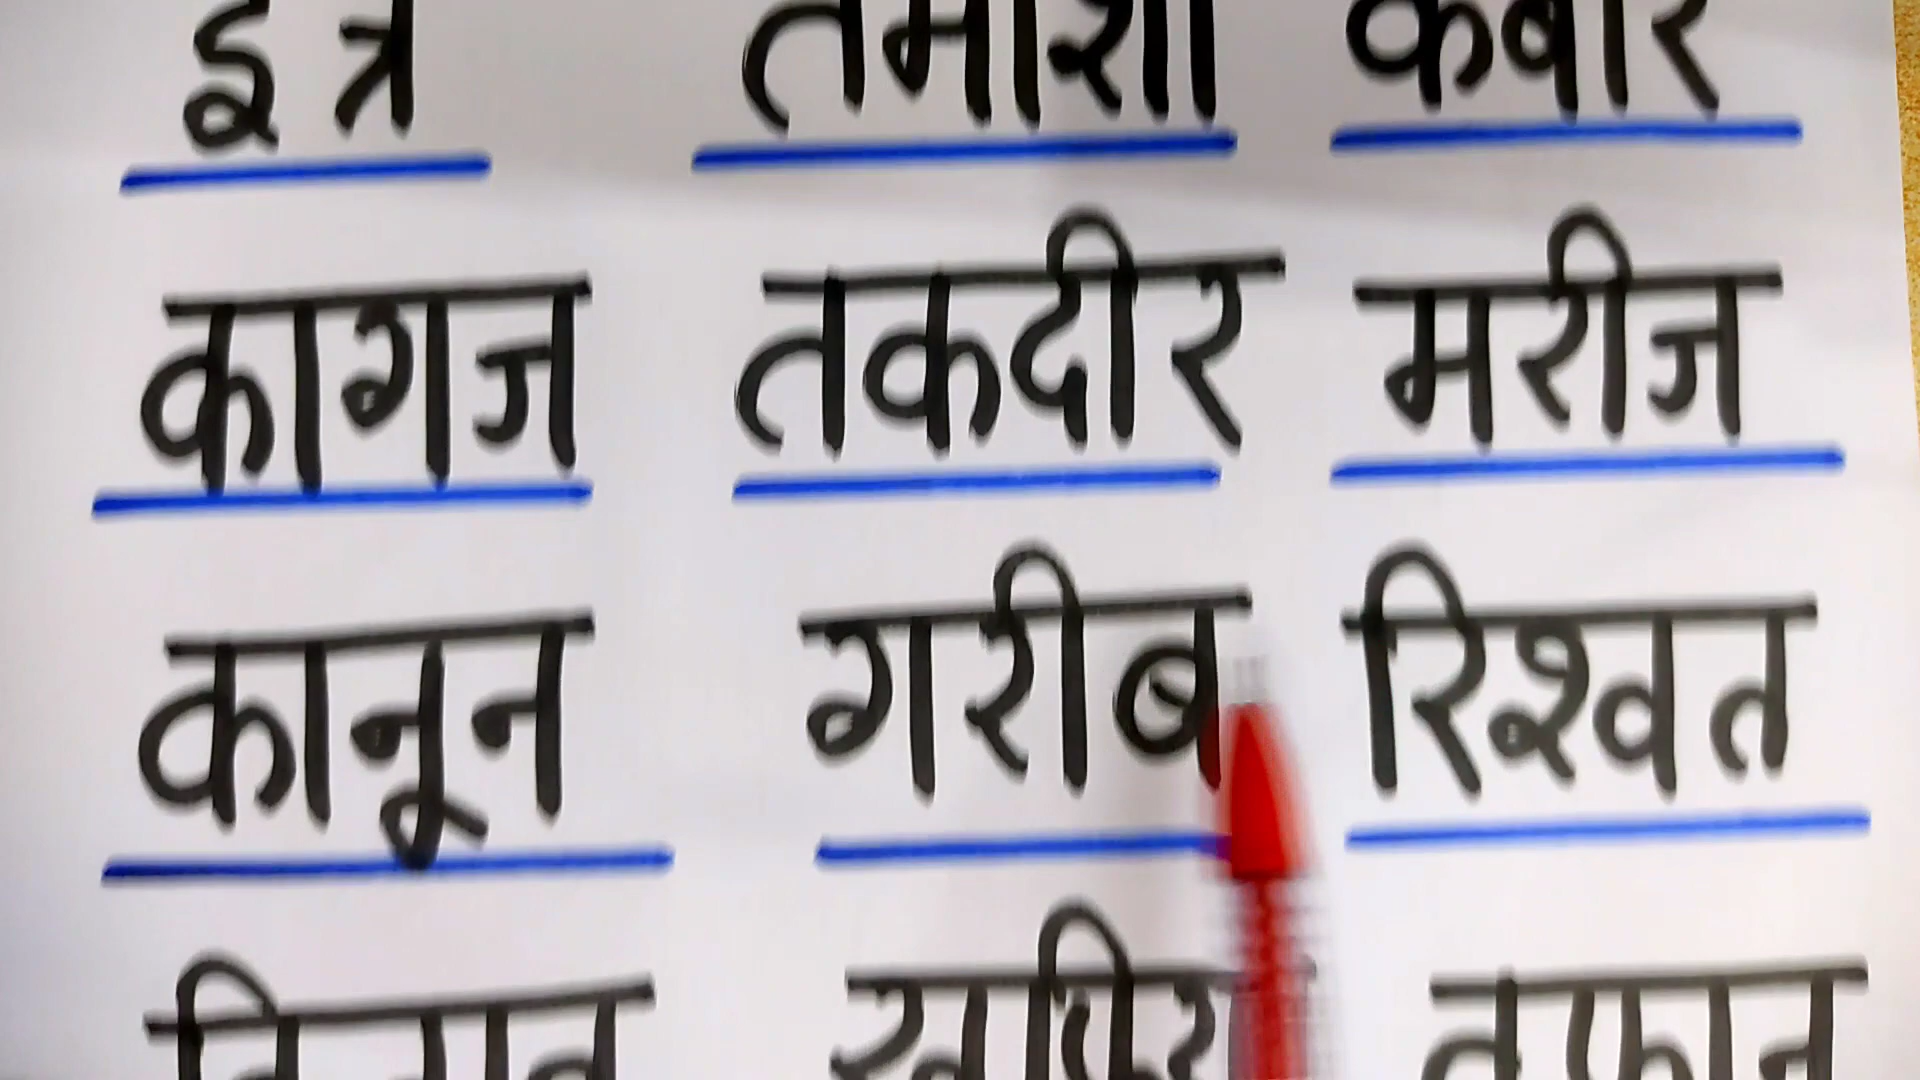 इत्र तमाशा कबार
कागज तकदीर मरीज
कानून गरीब रिश्वत